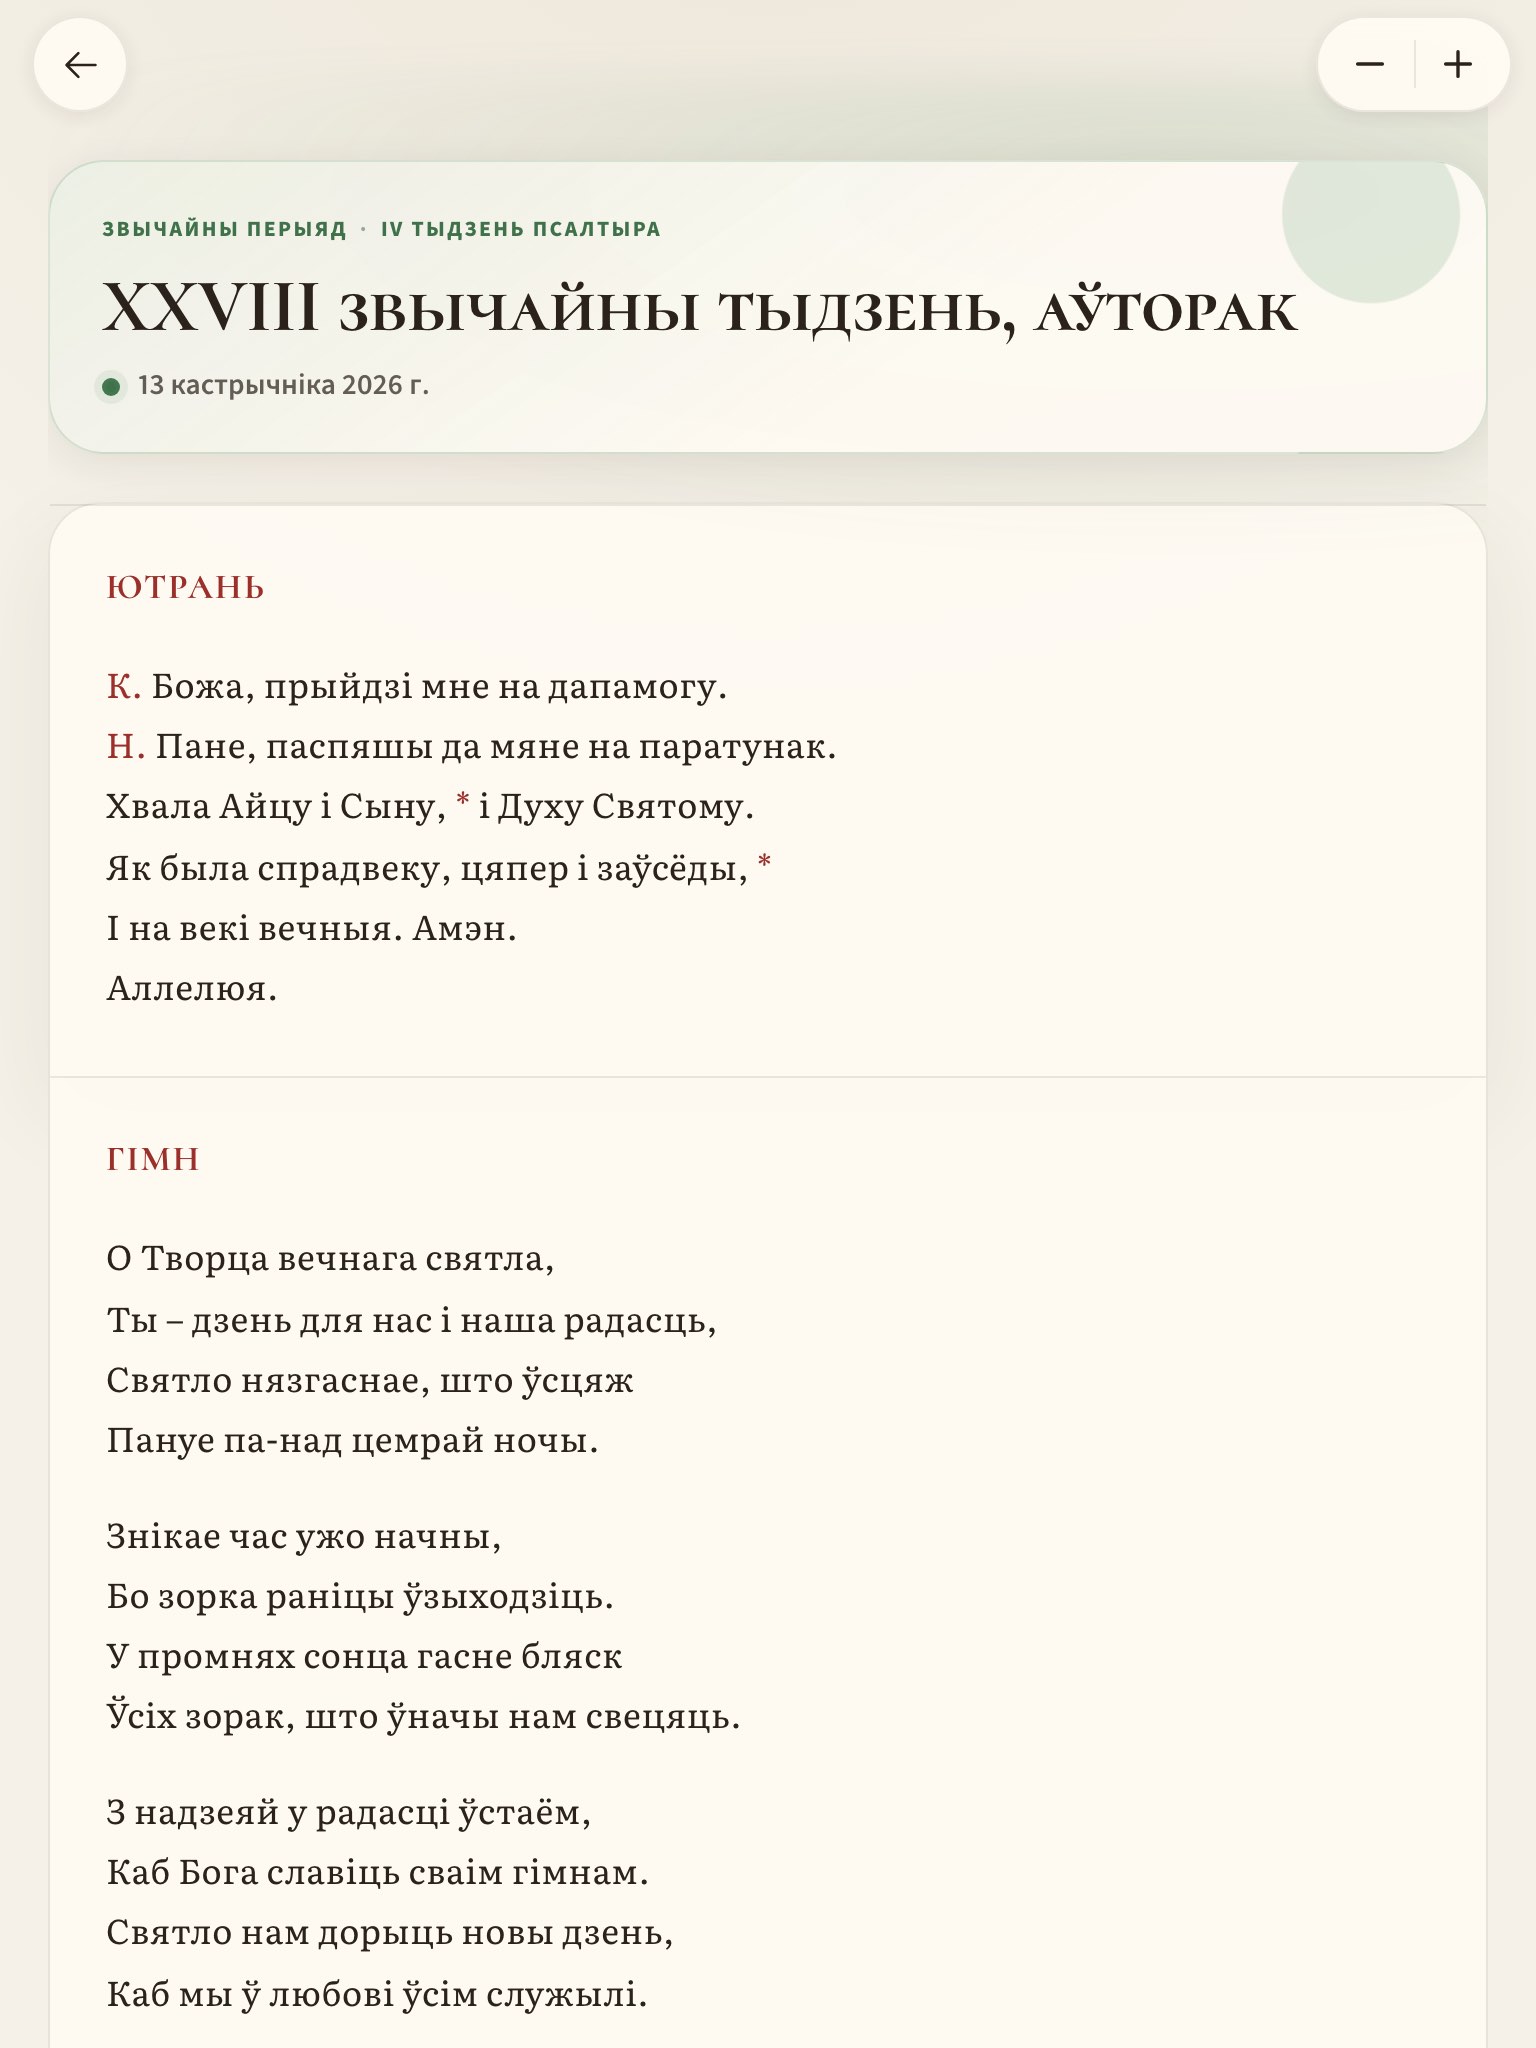 ЗВЫЧАЙНЫ ПЕРЫЯД · IV ТЫДЗЕНЬ ПСАЛТЫРА
XXVIII ЗВЫЧАЙНЫ ТЫДЗЕНЬ, АЎТОРАК
13 кастрычніка 2026 г.
ЮТРАНЬ
К. Божа, прыйдзі мне на дапамогу.
Н. Пане, паспяшы да мяне на паратунак.
Хвала Айцу і Сыну, * і Духу Святому.
Як была спрадвеку, цяпер і заўсёды, *
І на векі вечныя. Амэн.
Аллелюя.
ГІМН
О Творца вечнага святла,
Ты – дзень для нас і наша радасць,
Святло нязгаснае, што ўсцяж
Пануе па-над цемрай ночы.
Знікае час ужо начны,
Бо зорка раніцы ўзыходзіць.
У промнях сонца гасне бляск
Ўсіх зорак, што ўначы нам свецяць.
З надзеяй у радасці ўстаём,
Каб Бога славіць сваім гімнам.
Святло нам дорыць новы дзень,
Каб мы ў любові ўсім служылі.